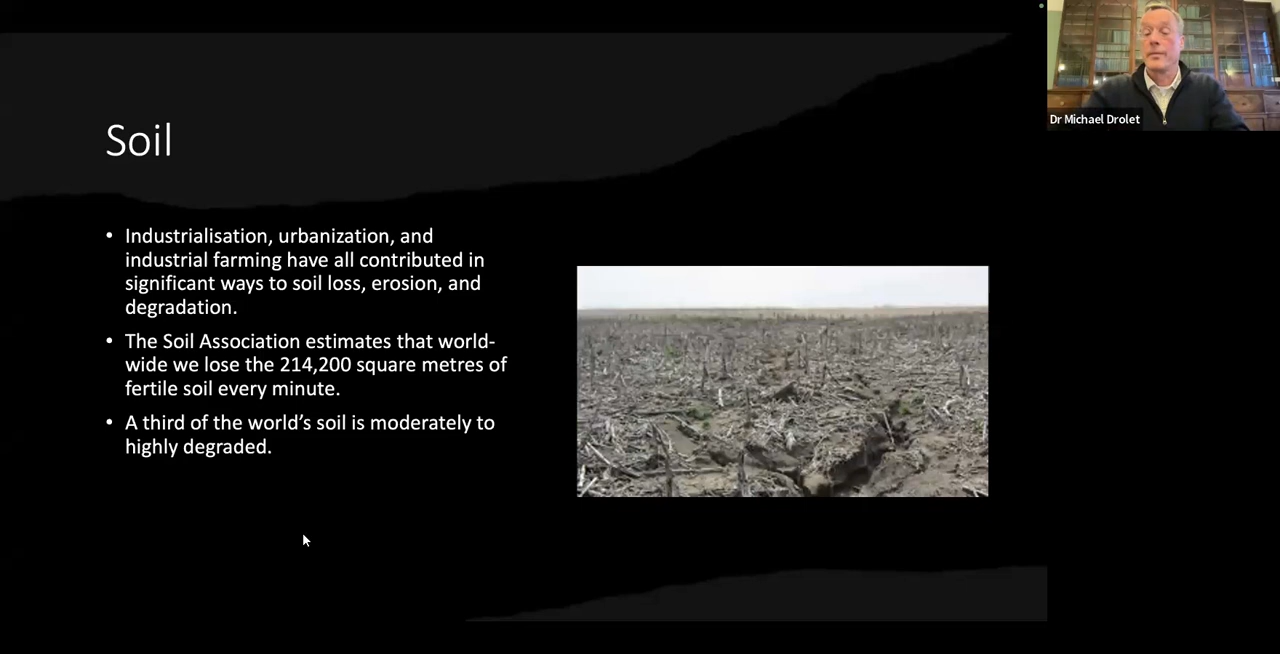 Soil
• Industrialisation, urbanization, and
industrial farming have all contributed in
significant ways to soil loss, erosion, and
degradation.
• The Soil Association estimates that world-
wide we lose the 214,200 square metres of
fertile soil every minute.
• A third of the world's soil is moderately to
highly degraded.
Dr Michael Drolet